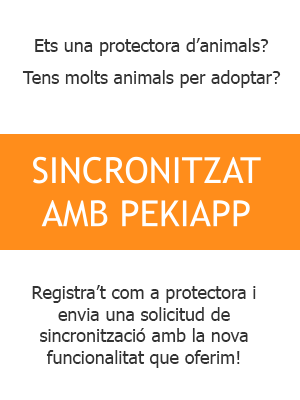 Ets una protectora d’animals?
Tens molts animals per adoptar?
SINCRONITZAT
AMB PEKIAPP
Registra’t com a protectora i
envia una solicitud de
sincronització amb la nova
funcionalitat que oferim!